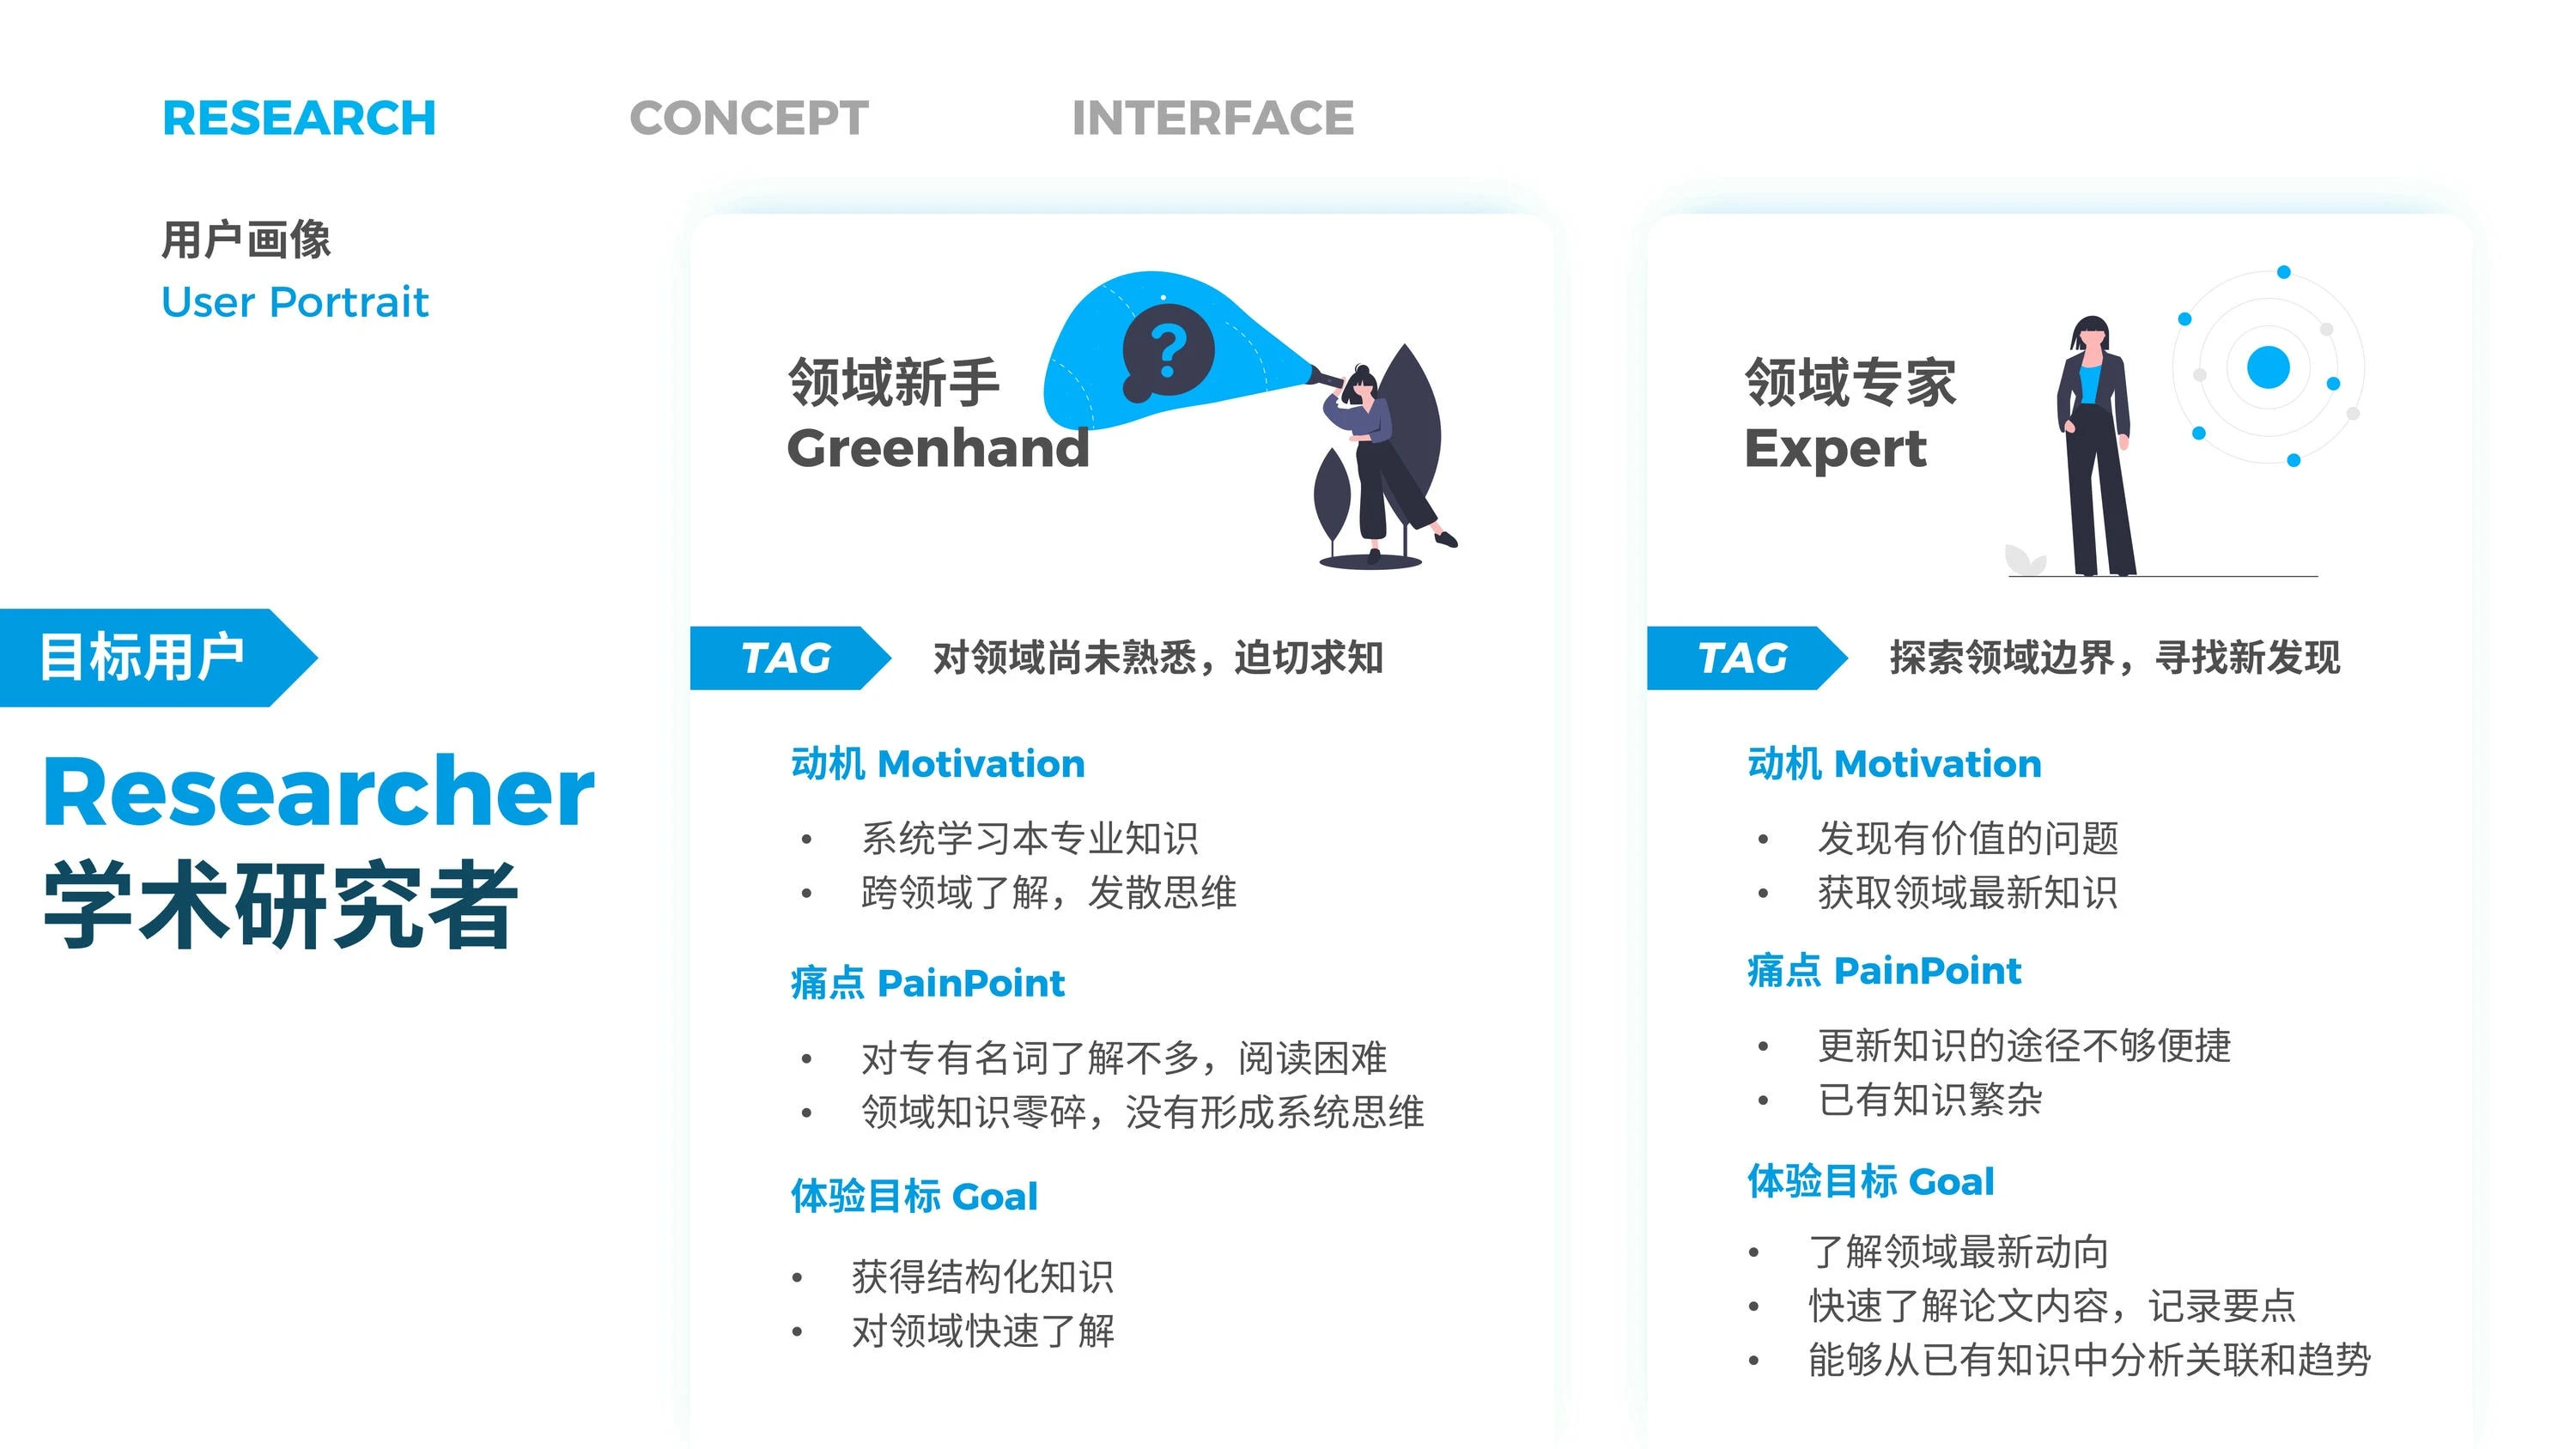 RESEARCH CONCEPT INTERFACE
用户画像
User Portrait
目标用户
Researcher
学术研究者
领域新手
Greenhand
?
TAG 对领域尚未熟悉，迫切求知
动机 Motivation
• 系统学习本专业知识
• 跨领域了解，发散思维
痛点 PainPoint
• 对专有名词了解不多，阅读困难
• 领域知识零碎，没有形成系统思维
体验目标 Goal
• 获得结构化知识
• 对领域快速了解
领域专家
Expert
TAG 探索领域边界，寻找新发现
动机 Motivation
• 发现有价值的问题
• 获取领域最新知识
痛点 PainPoint
• 更新知识的途径不够便捷
• 已有知识繁杂
体验目标 Goal
• 了解领域最新动向
• 快速了解论文内容，记录要点
• 能够从已有知识中分析关联和趋势